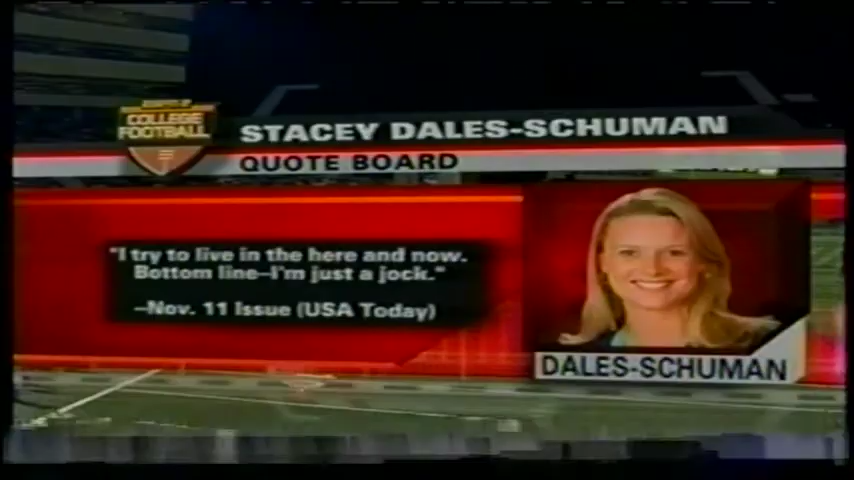 COLLEGE
FOOTBALL
STACEY DALES-SCHUMAN
QUOTE BOARD
"I try to live in the here and now.
Bottom line–I'm just a jock."
–Nov. 11 Issue (USA Today)
DALES-SCHUMAN